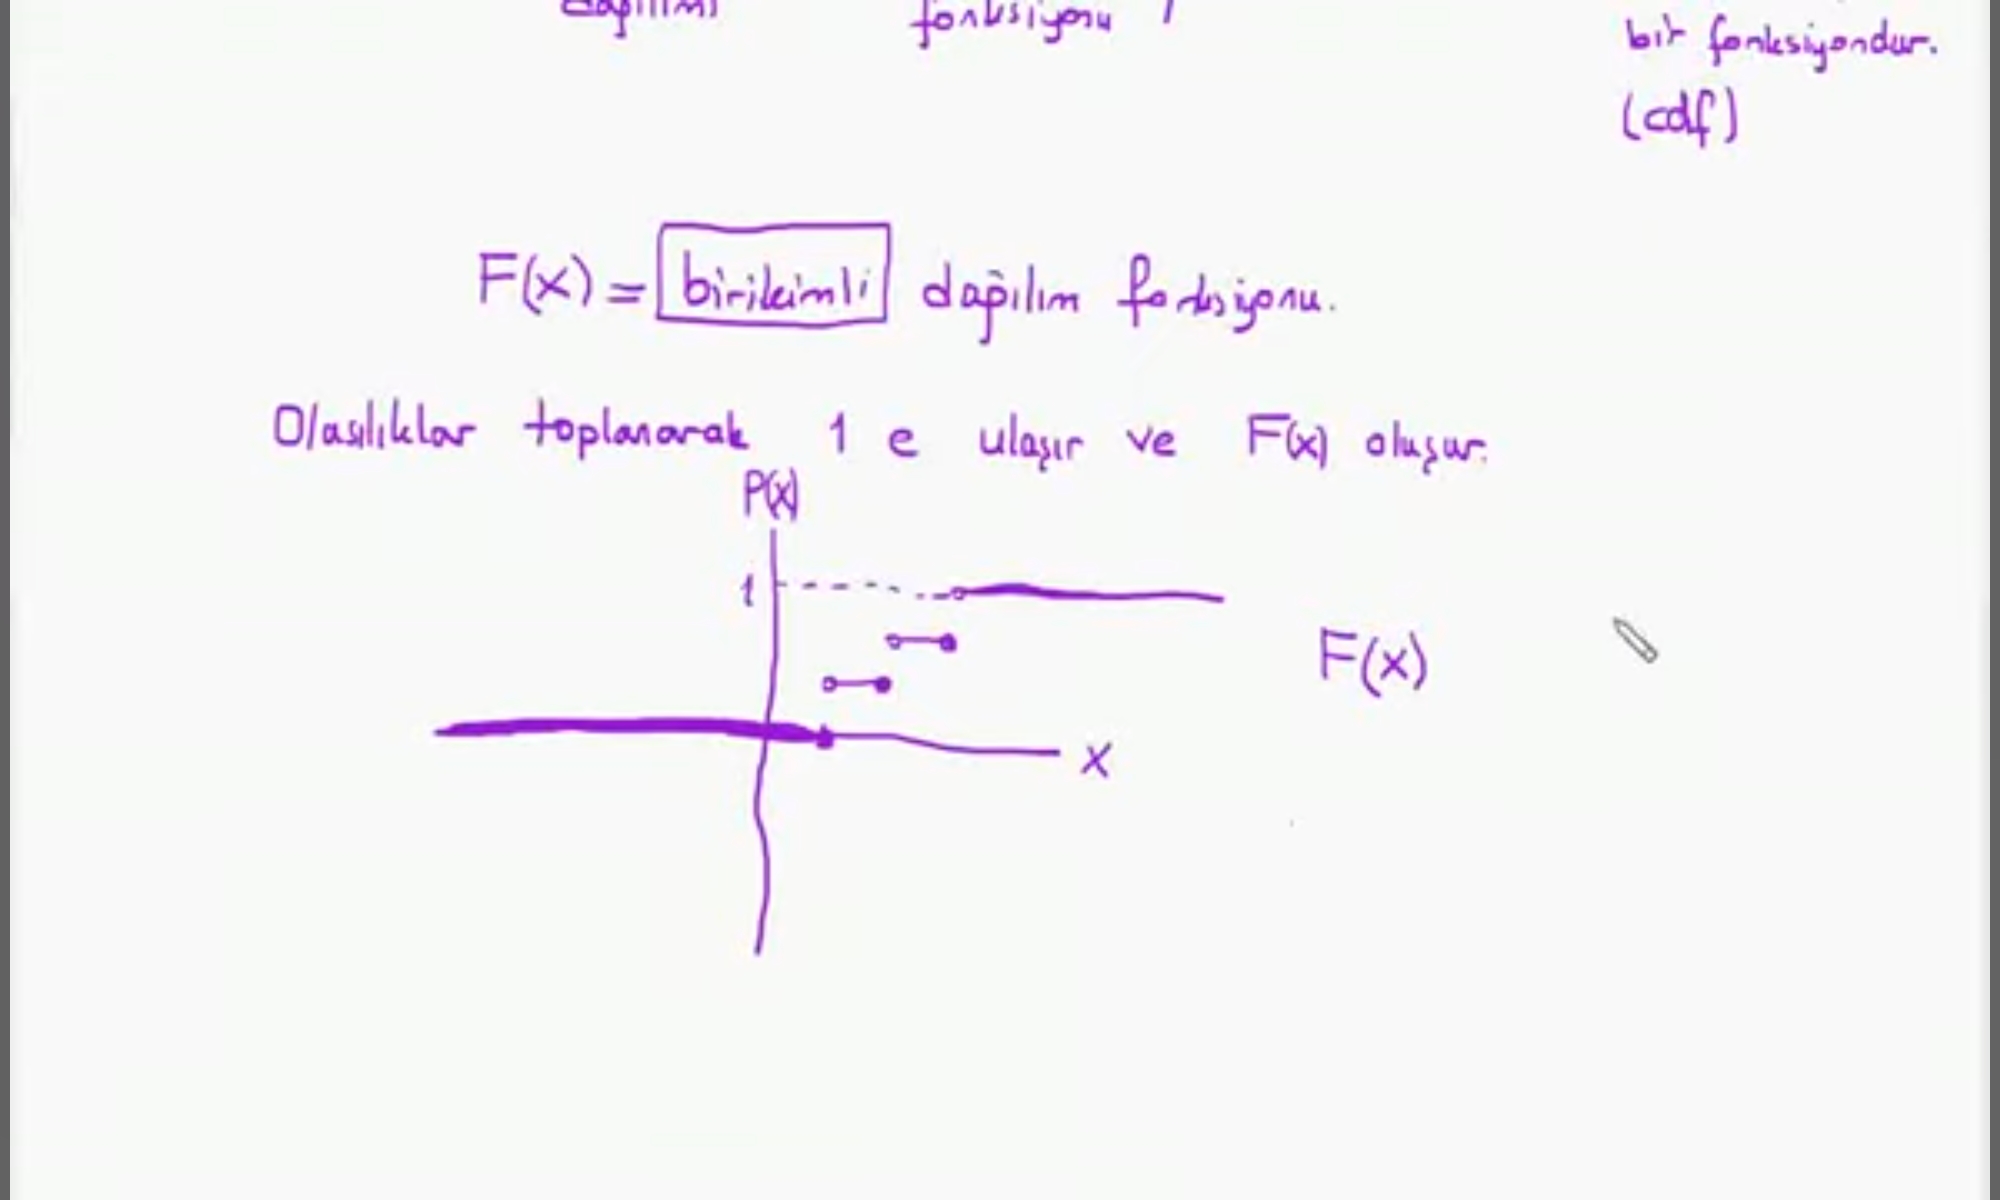 dağılımı fonksiyonu
bir fonksiyondur.
(cdf)
F(x) = birikimli dağılım fonksiyonu.
Olasılıklar toplanarak 1 e ulaşır ve F(x) oluşur.
P(x)
1
F(x)
x